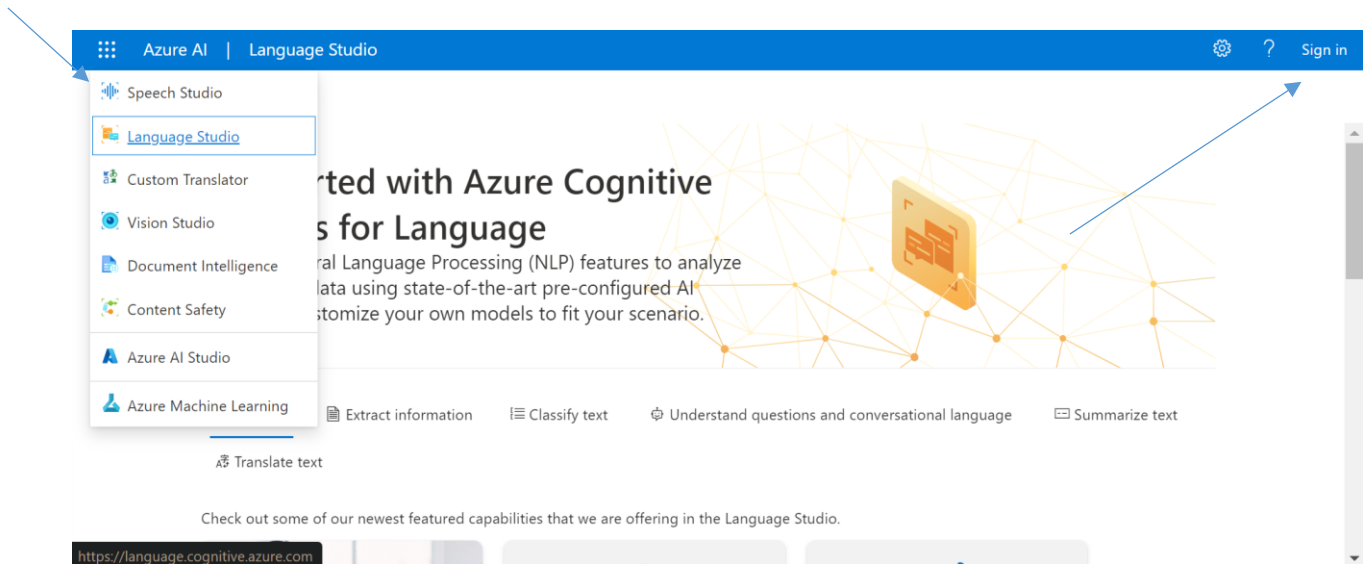 Azure AI | Language Studio
? Sign in
Speech Studio
Language Studio
Custom Translator
Vision Studio
Document Intelligence
Content Safety
Azure AI Studio
Azure Machine Learning
rted with Azure Cognitive
s for Language
ral Language Processing (NLP) features to analyze
lata using state-of-the-art pre-configured AI
stomize your own models to fit your scenario.
Extract information
Classify text
Understand questions and conversational language
Summarize text
Translate text
Check out some of our newest featured capabilities that we are offering in the Language Studio.
https://language.cognitive.azure.com